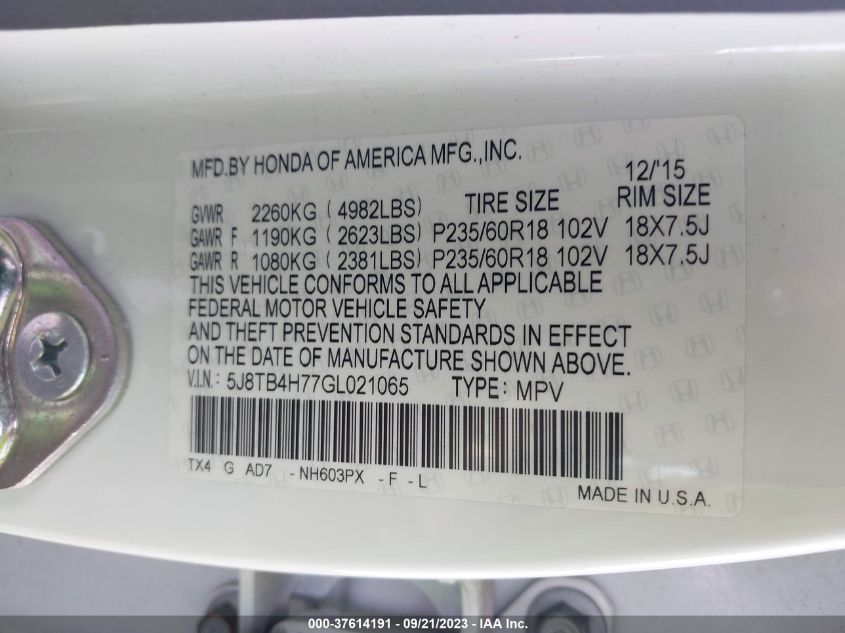 MFD.BY HONDA OF AMERICA MFG.,INC.
12/'15
GVWR 2260KG ( 4982LBS) TIRE SIZE RIM SIZE
GAWR F 1190KG ( 2623LBS) P235/60R18 102V 18X7.5J
GAWR R 1080KG ( 2381LBS) P235/60R18 102V 18X7.5J
THIS VEHICLE CONFORMS TO ALL APPLICABLE
FEDERAL MOTOR VEHICLE SAFETY
AND THEFT PREVENTION STANDARDS IN EFFECT
ON THE DATE OF MANUFACTURE SHOWN ABOVE.
V.I.N.: 5J8TB4H77GL021065 TYPE: MPV
TX4 G AD7 -NH603PX -F -L
MADE IN U.S.A.
000-37614191 - 09/21/2023 - IAA Inc.